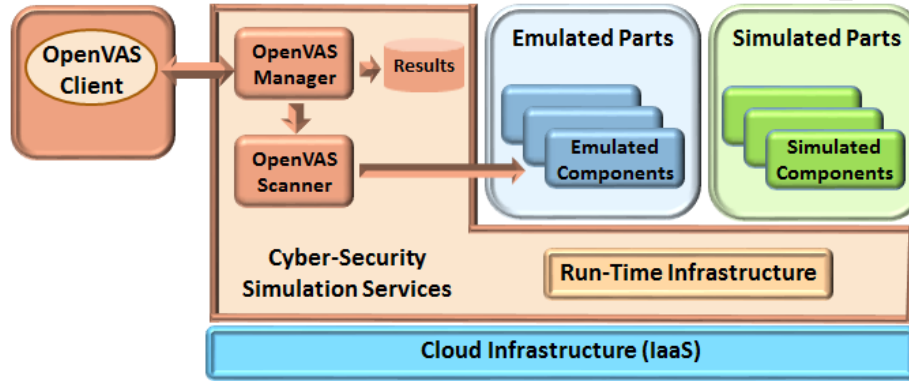 OpenVAS
Client
OpenVAS
Manager
Results
OpenVAS
Scanner
Emulated Parts
Emulated
Components
Simulated Parts
Simulated
Components
Cyber-Security
Simulation Services
Run-Time Infrastructure
Cloud Infrastructure (IaaS)